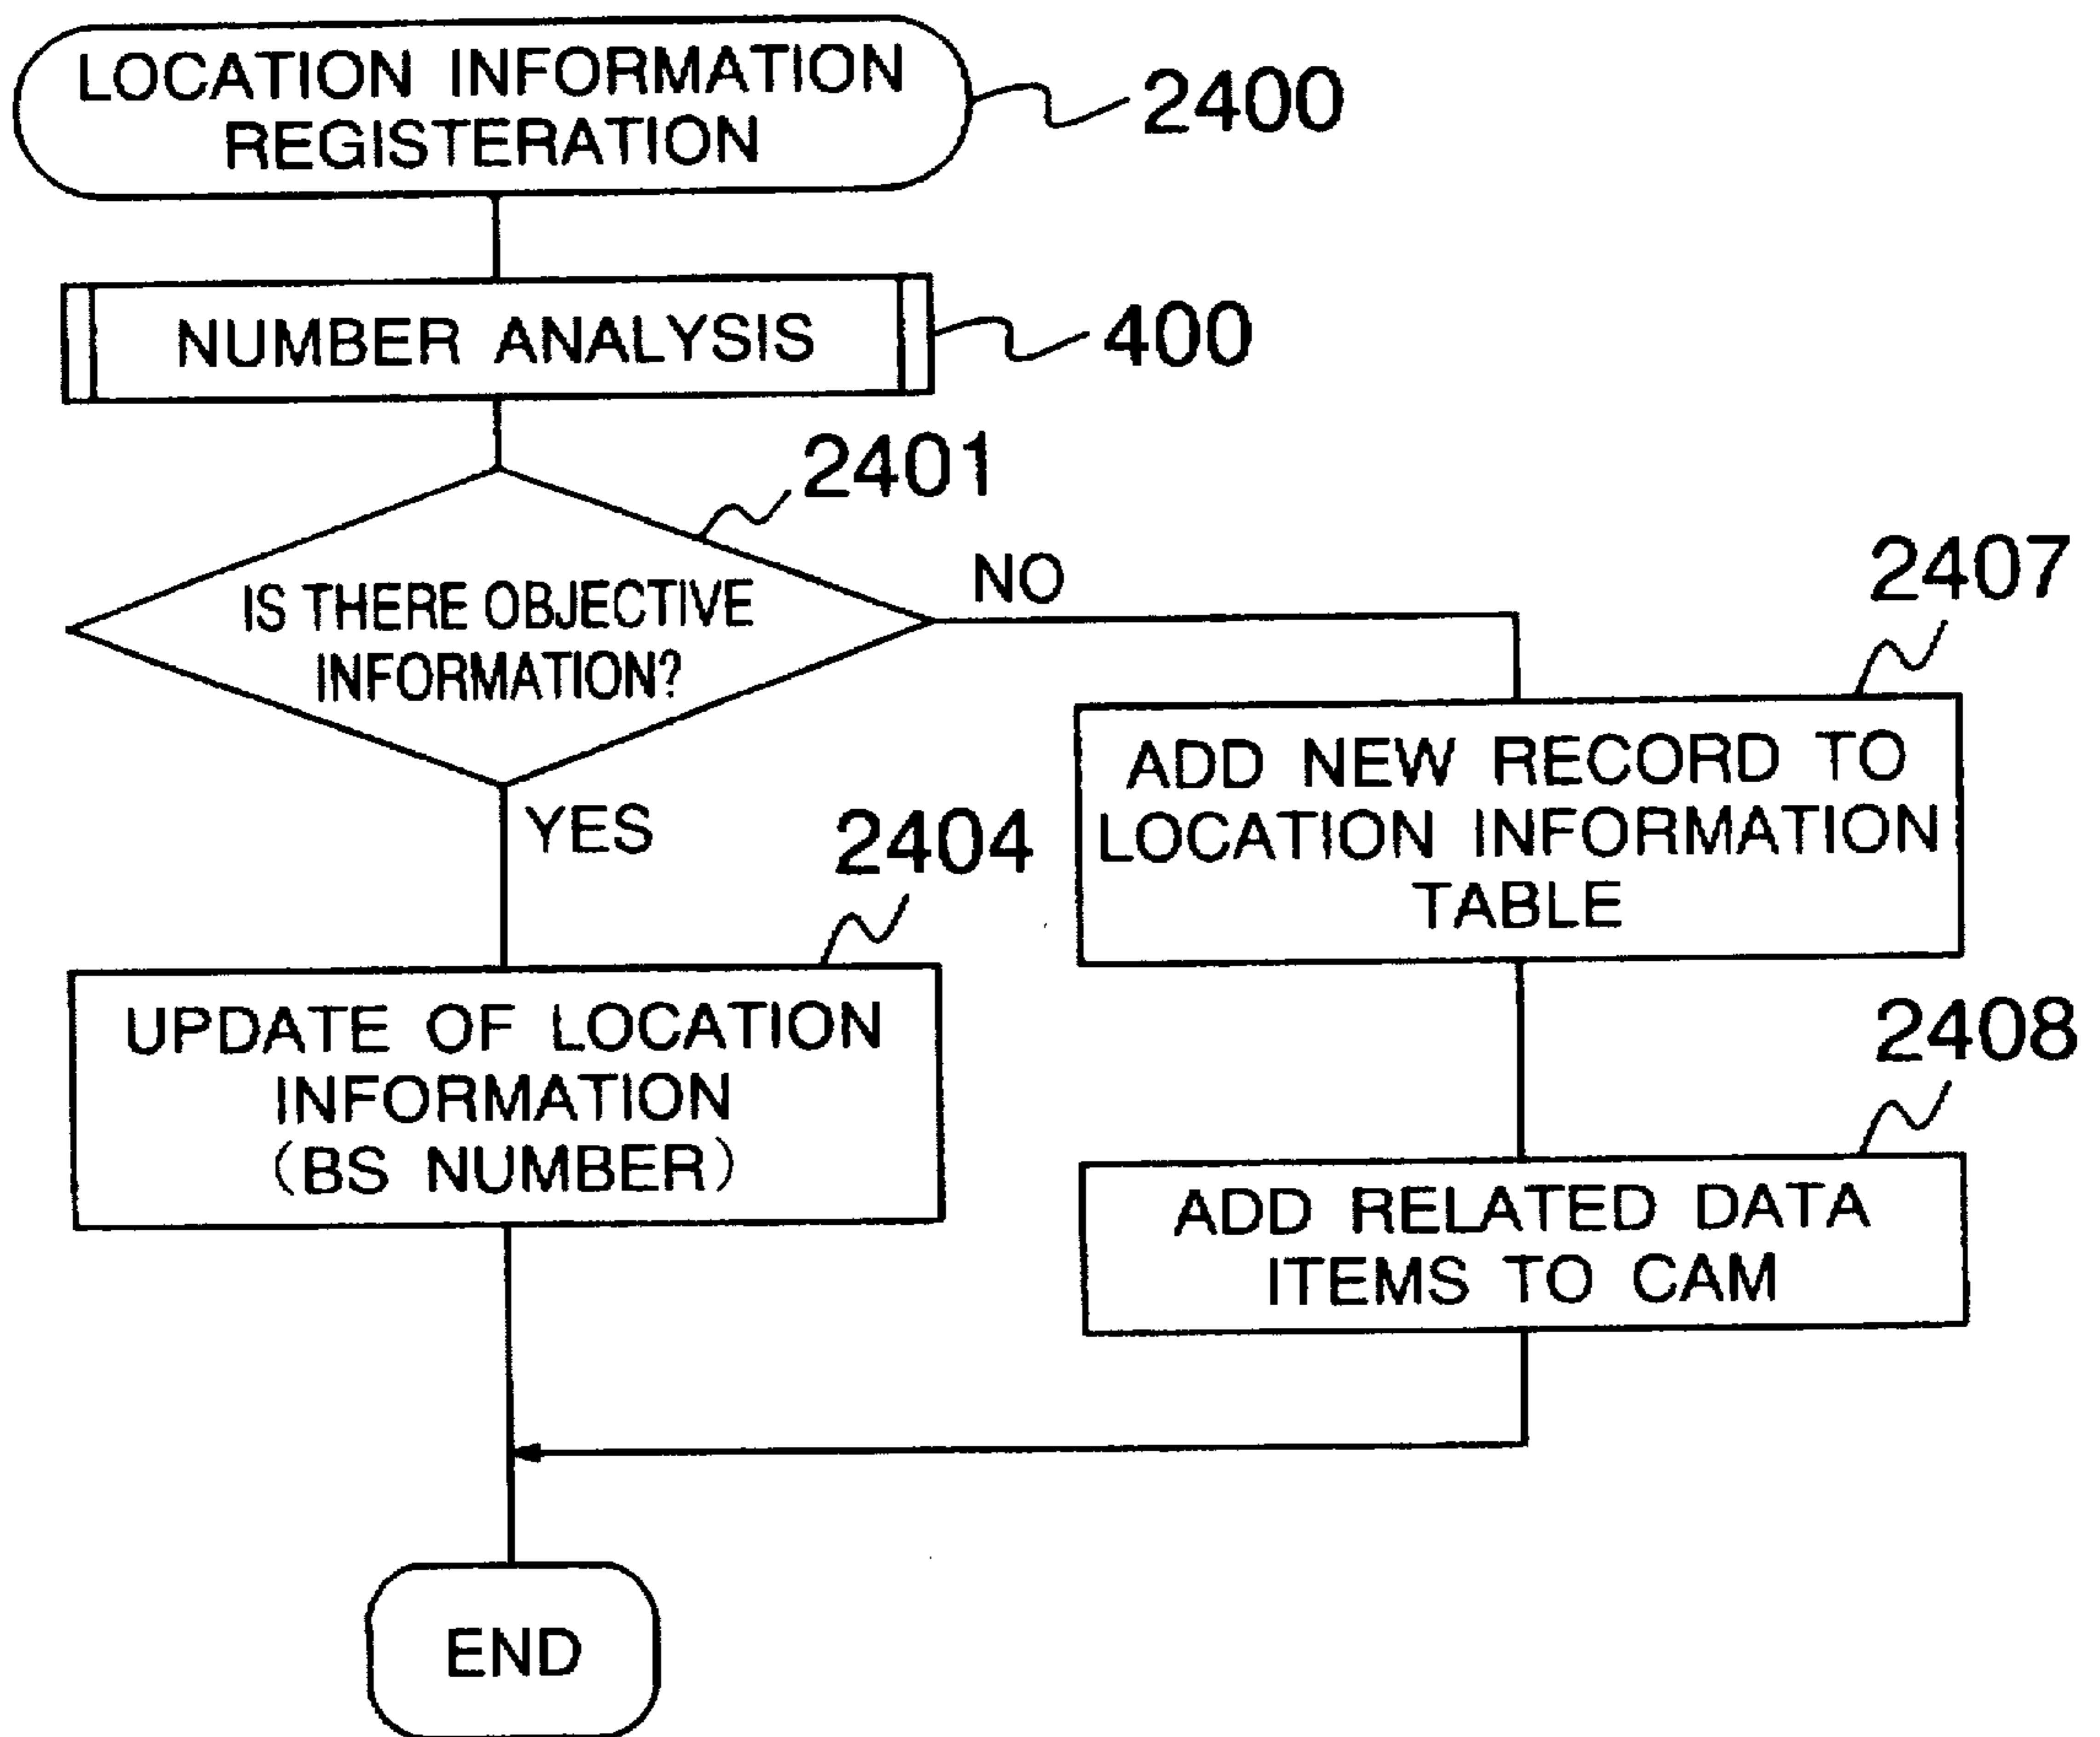 LOCATION INFORMATION
REGISTERATION
2400
NUMBER ANALYSIS
400
2401
IS THERE OBJECTIVE
INFORMATION?
NO
YES
2407
ADD NEW RECORD TO
LOCATION INFORMATION
TABLE
2404
UPDATE OF LOCATION
INFORMATION
(BS NUMBER)
2408
ADD RELATED DATA
ITEMS TO CAM
END